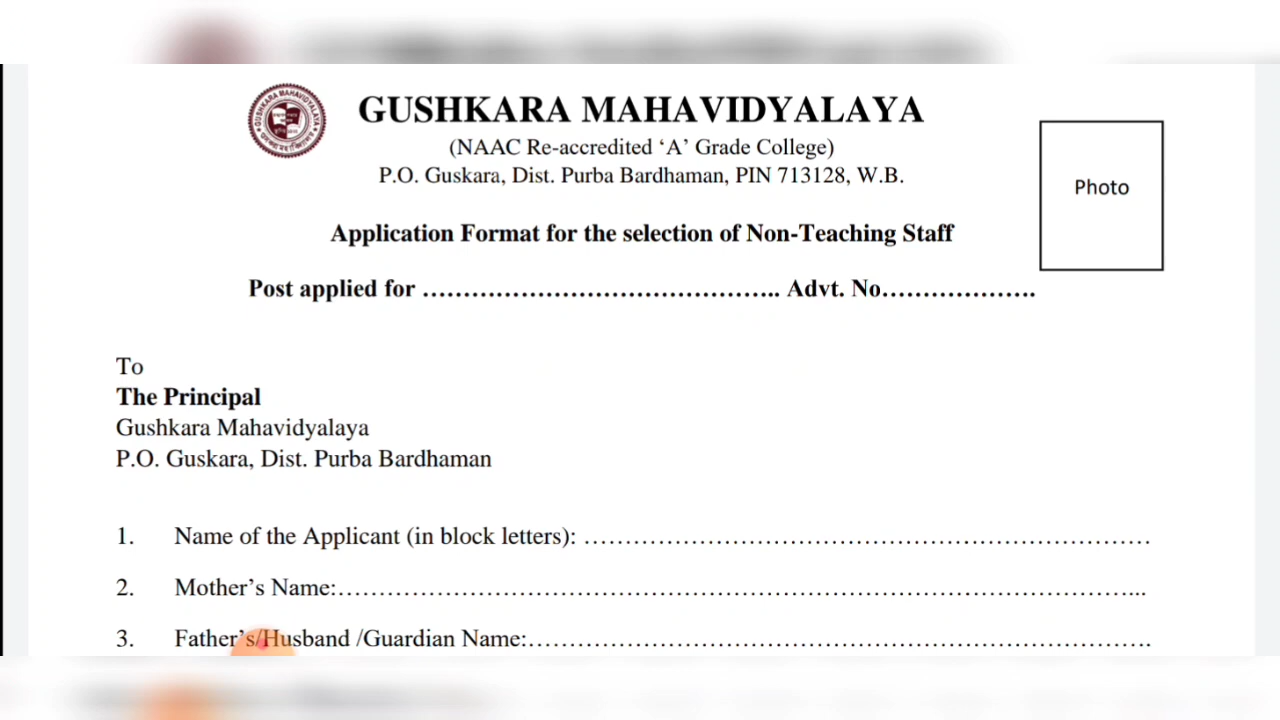 GUSHKARA MAHAVIDYALAYA
(NAAC Re-accredited ‘A’ Grade College)
P.O. Guskara, Dist. Purba Bardhaman, PIN 713128, W.B.
Photo
Application Format for the selection of Non-Teaching Staff
Post applied for …………………………………….. Advt. No……………….
To
The Principal
Gushkara Mahavidyalaya
P.O. Guskara, Dist. Purba Bardhaman
1. Name of the Applicant (in block letters): ……………………………………………………………
2. Mother’s Name:……………………………………………………………………………………...
3. Father’s/Husband /Guardian Name:………………………………………………………………….